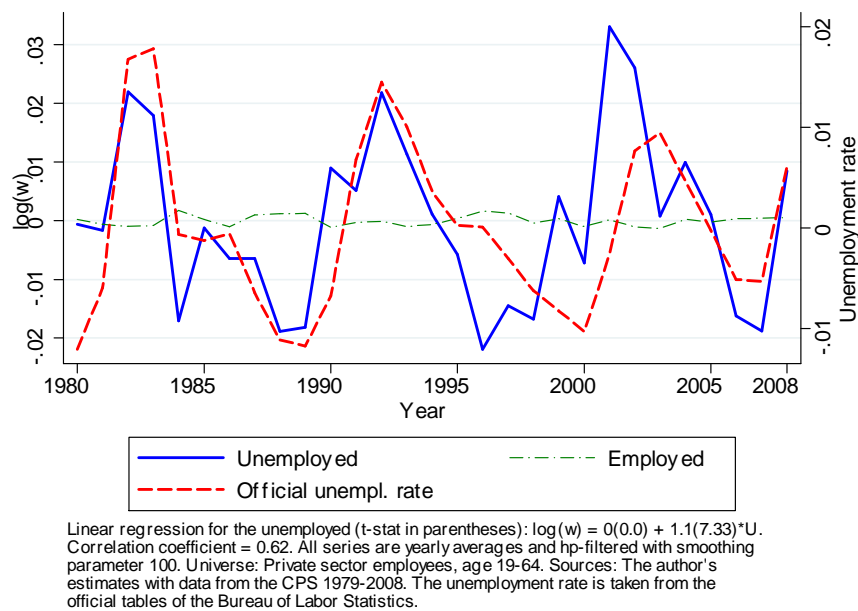 .03
.02
.01
0
-.01
-.02
log(w)
.02
.01
0
-.01
Unemployment rate
1980 1985 1990 1995 2000 2005 2008
Year
Unemployed Employed
Official unempl. rate
Linear regression for the unemployed (t-stat in parentheses): log(w) = 0(0.0) + 1.1(7.33)*U.
Correlation coefficient = 0.62. All series are yearly averages and hp-filtered with smoothing
parameter 100. Universe: Private sector employees, age 19-64. Sources: The author's
estimates with data from the CPS 1979-2008. The unemployment rate is taken from the
official tables of the Bureau of Labor Statistics.